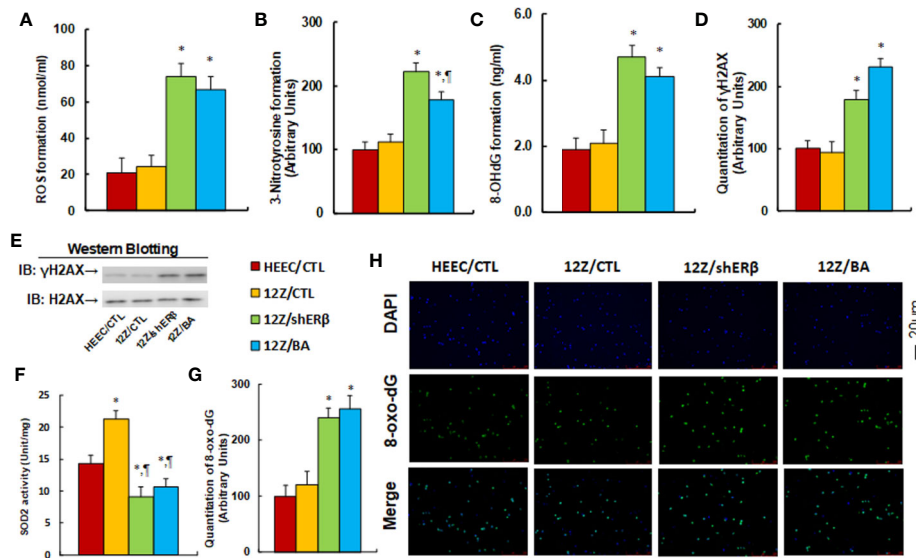 A
ROS formation (nmol/ml)
100
80
60
40
20
0
*
*
B
3-Nitrotyrosine formation
(Arbitrary Units)
300
200
100
0
*
*,¶
C
8-OHdG formation (ng/ml)
6.0
4.0
2.0
0.0
*
*
D
Quantitation of γH2AX
(Arbitrary Units)
300
200
100
0
*
*
E
Western Blotting
IB: γH2AX→
IB: H2AX→
HEEC/CTL
12Z/CTL
12Z/shERβ
12Z/BA
HEEC/CTL
12Z/CTL
12Z/shERβ
12Z/BA
F
SOD2 activity (Unit/mg)
25
20
15
10
5
0
*
*,¶
*,¶
G
Quantitation of 8-oxo-dG
(Arbitrary Units)
300
200
100
0
*
*
H
HEEC/CTL
12Z/CTL
12Z/shERβ
12Z/BA
DAPI
8-oxo-dG
Merge
20μm